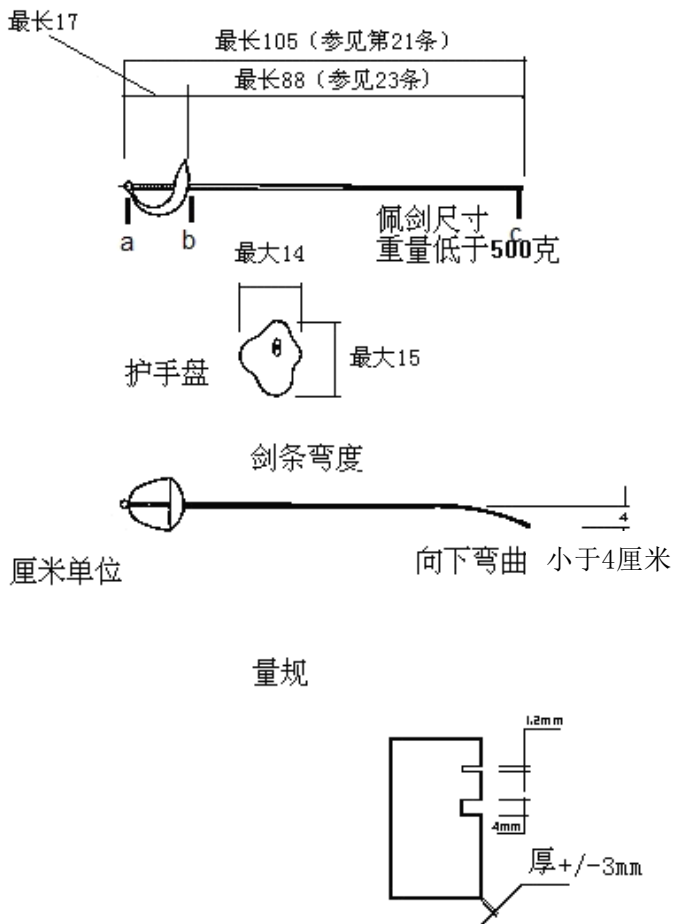 最长17
最长105（参见第21条）
最长88（参见23条）
a
b
c
佩剑尺寸
重量低于500克
最大14
护手盘
最大15
剑条弯度
4
厘米单位
向下弯曲 小于4厘米
量规
1.2mm
4mm
厚+/-3mm